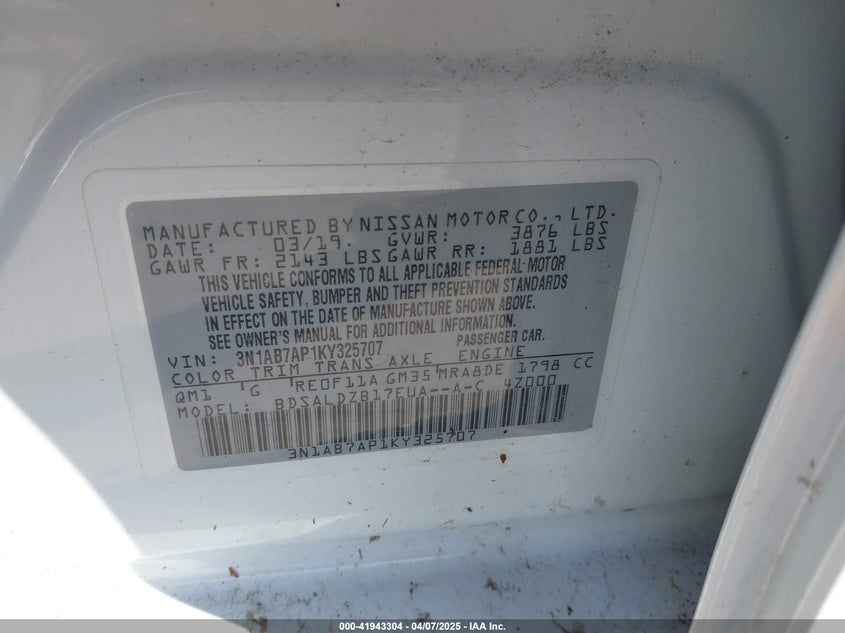 MANUFACTURED BY NISSAN MOTOR CO., LTD.
DATE: 03/19. GVWR: 3876 LBS
GAWR FR: 2143 LBS GAWR RR: 1881 LBS
THIS VEHICLE CONFORMS TO ALL APPLICABLE FEDERAL MOTOR
VEHICLE SAFETY, BUMPER AND THEFT PREVENTION STANDARDS
IN EFFECT ON THE DATE OF MANUFACTURE SHOWN ABOVE.
SEE OWNER'S MANUAL FOR ADDITIONAL INFORMATION.
VIN: 3N1AB7AP1KY325707 PASSENGER CAR.
COLOR TRIM TRANS AXLE ENGINE
QM1 G RE0F11A GM35 MRA8DE 1798 CC
MODEL: BDSALDZB17EUA--A-C 4Z000
3N1AB7AP1KY325707
000-41943304 | 04/07/2025 - IAA Inc.